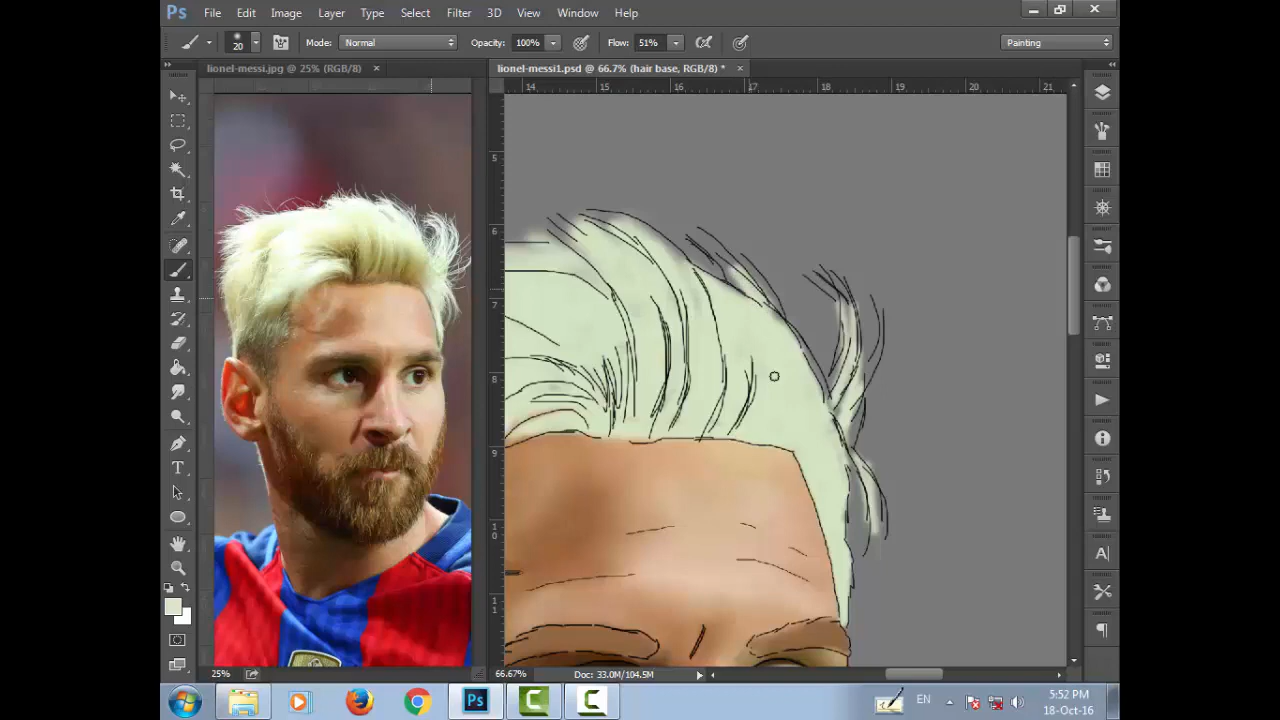 Ps File Edit Image Layer Type Select Filter 3D View Window Help
20 Mode: Normal Opacity: 100% Flow: 51% Painting
lionel-messi.jpg @ 25% (RGB/8) × lionel-messi1.psd @ 66.7% (hair base, RGB/8) * ×
14 15 16 17 18 19 20 21
5
6
7
8
9
10
11
T
A
25% 66.67% Doc: 33.0M/104.5M
Ps EN 5:52 PM
18-Oct-16